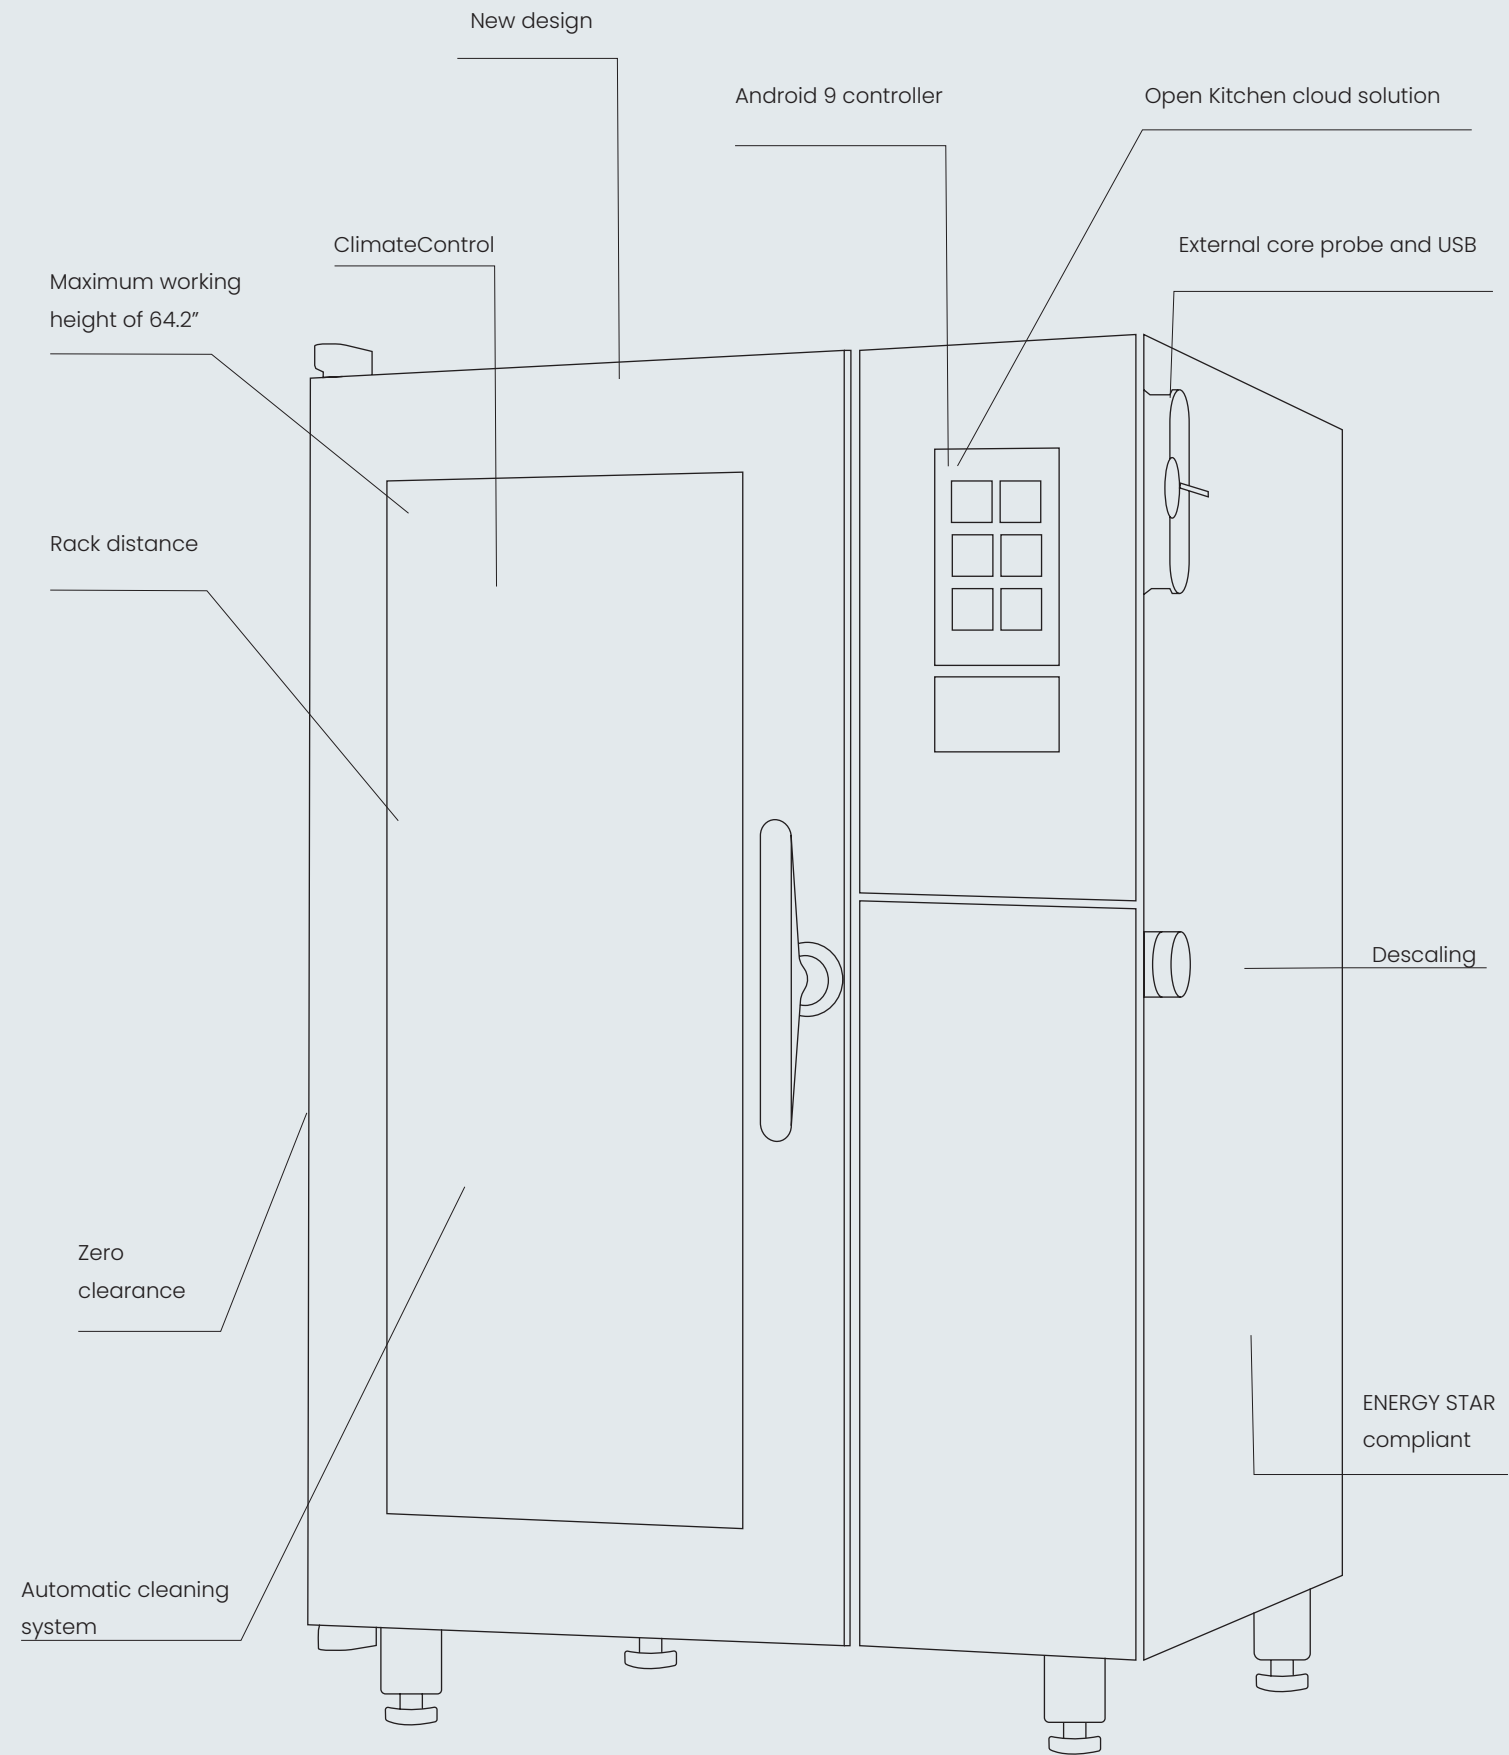 New design
Android 9 controller
Open Kitchen cloud solution
ClimateControl
External core probe and USB
Maximum working
height of 64.2”
Rack distance
Descaling
Zero
clearance
ENERGY STAR
compliant
Automatic cleaning
system